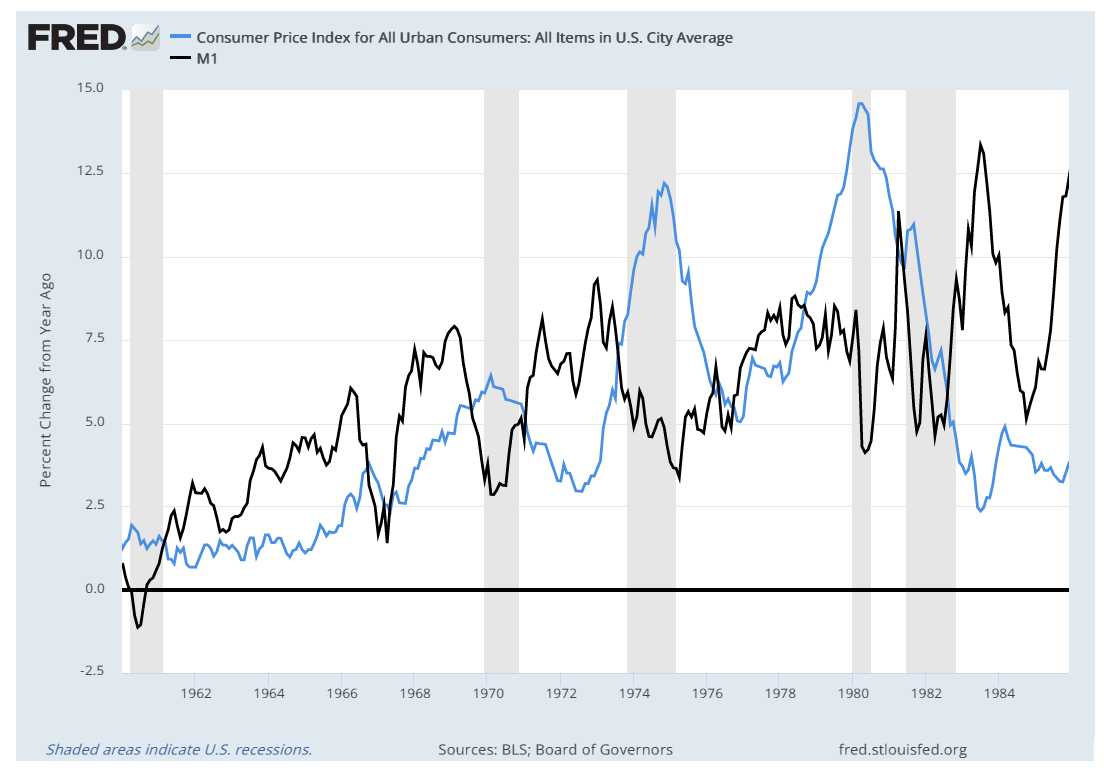 FRED
Consumer Price Index for All Urban Consumers: All Items in U.S. City Average
M1
15.0
12.5
10.0
7.5
5.0
2.5
0.0
-2.5
Percent Change from Year Ago
1962 1964 1966 1968 1970 1972 1974 1976 1978 1980 1982 1984
Shaded areas indicate U.S. recessions. Sources: BLS; Board of Governors fred.stlouisfed.org